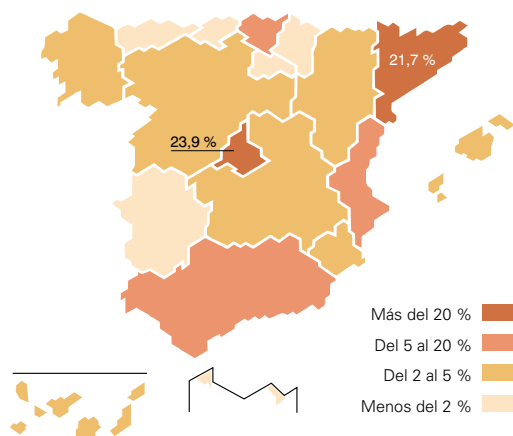 21,7 %
23,9 %
Más del 20 %
Del 5 al 20 %
Del 2 al 5 %
Menos del 2 %